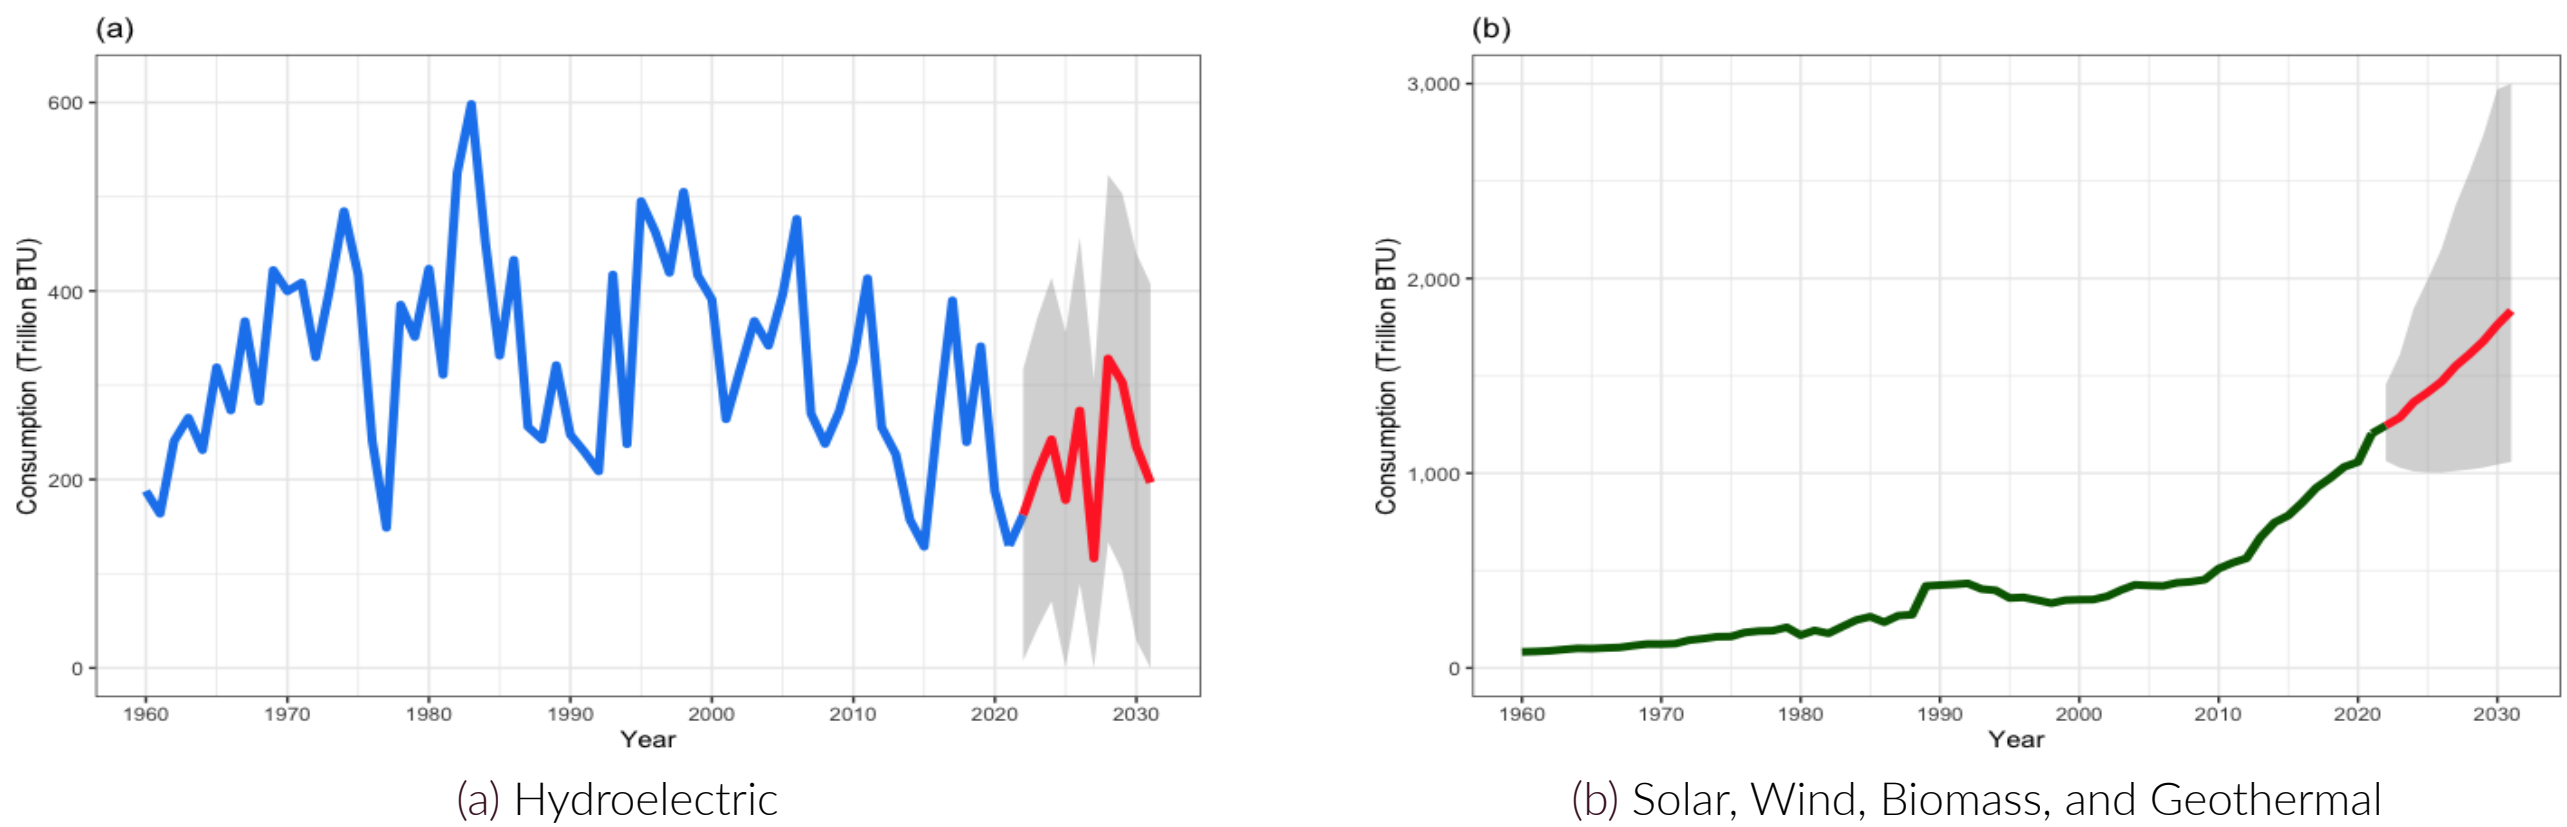 (a)
600
400
200
0
Consumption (Trillion BTU)
1960 1970 1980 1990 2000 2010 2020 2030
Year
(a) Hydroelectric
(b)
3,000
2,000
1,000
0
Consumption (Trillion BTU)
1960 1970 1980 1990 2000 2010 2020 2030
Year
(b) Solar, Wind, Biomass, and Geothermal